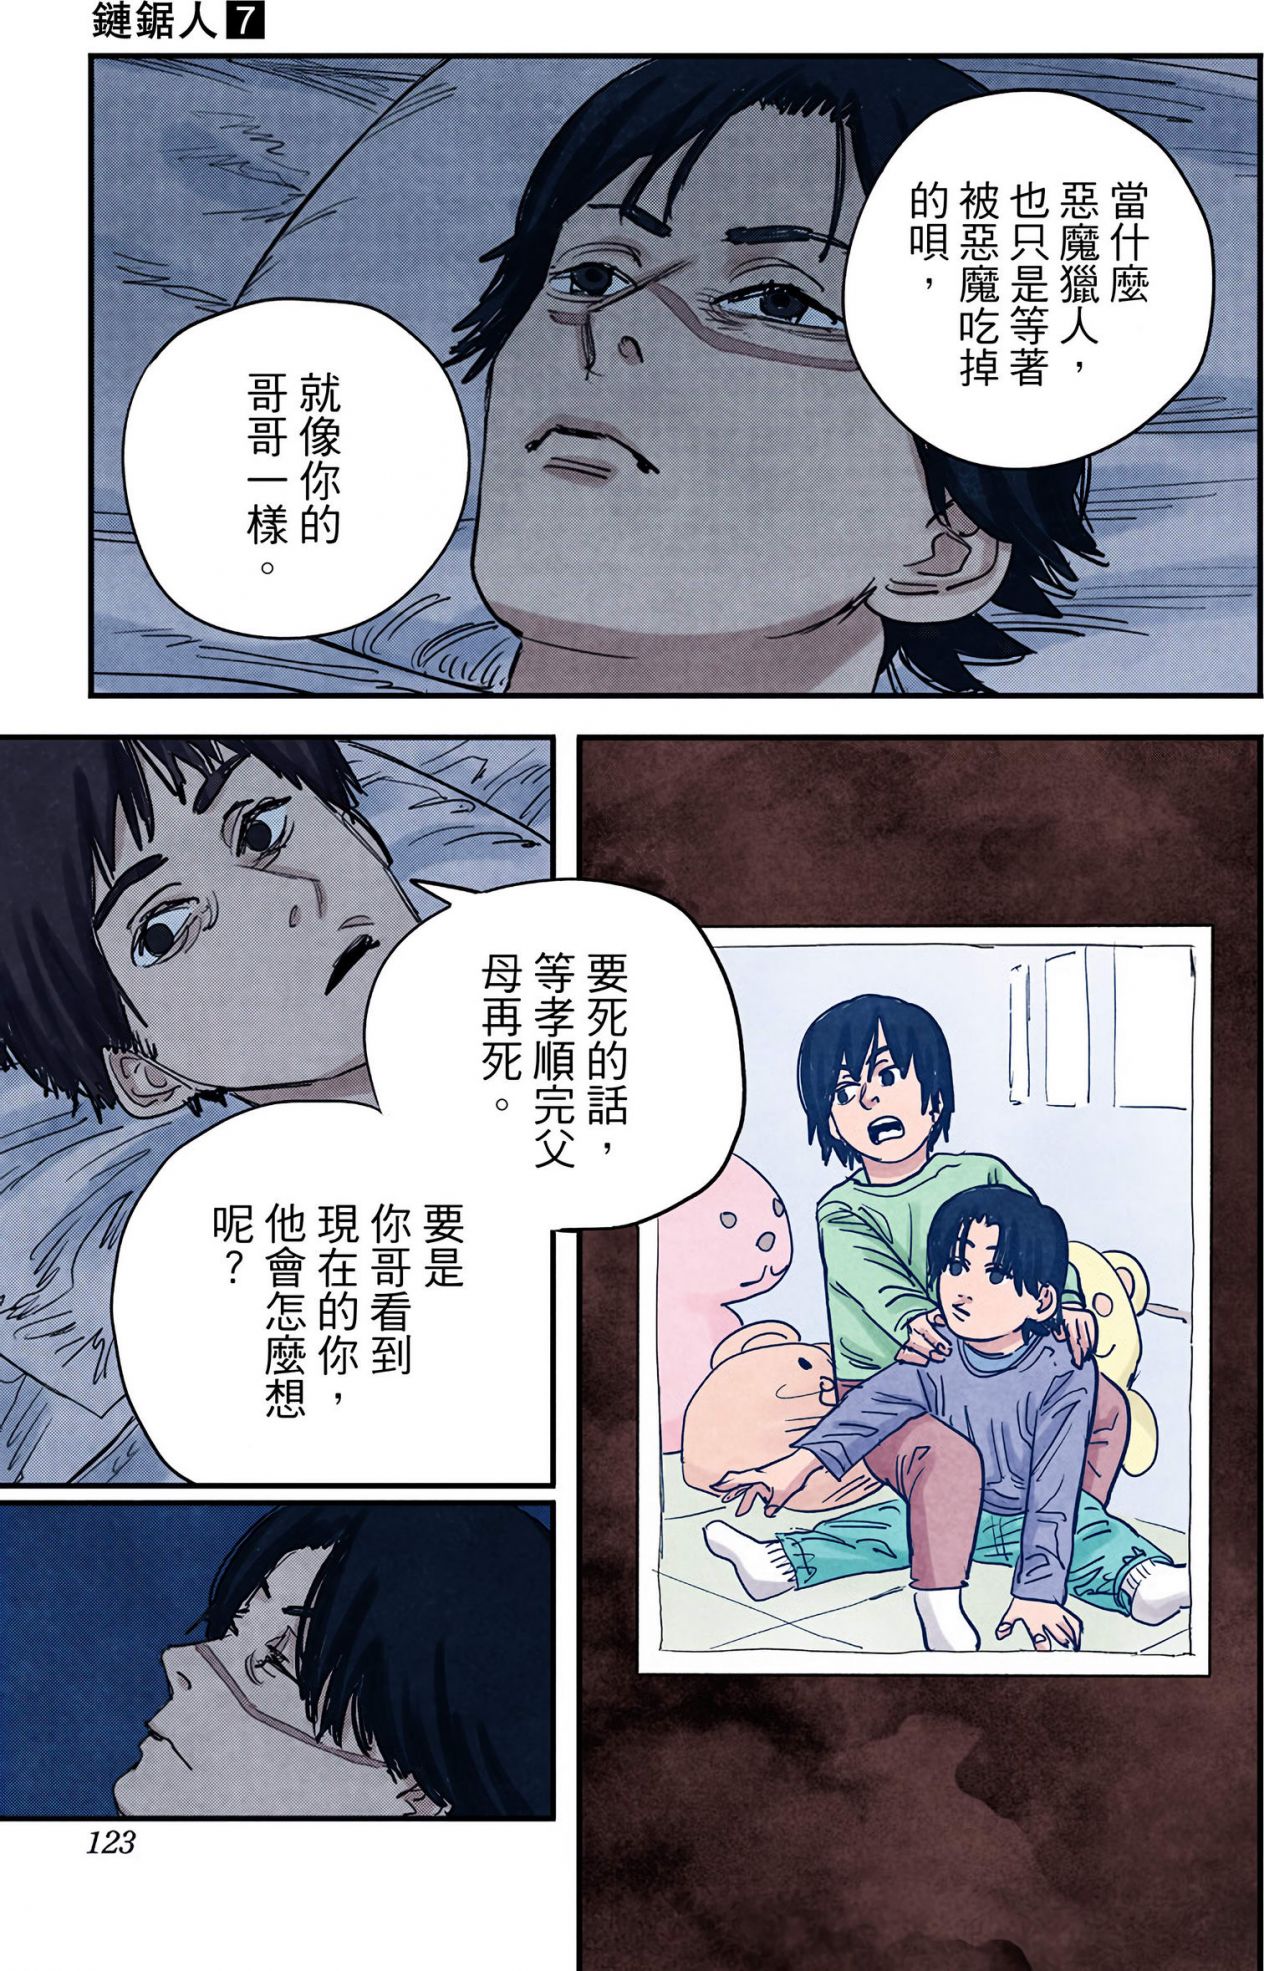 鏈鋸人7
當什麼
惡魔獵人，
也只是等著
被惡魔吃掉
的唄，
就像你的
哥哥一樣。
要死的話，
等孝順完父
母再死。
要是
你哥看到
現在的你，
他會怎麼想
呢？
123